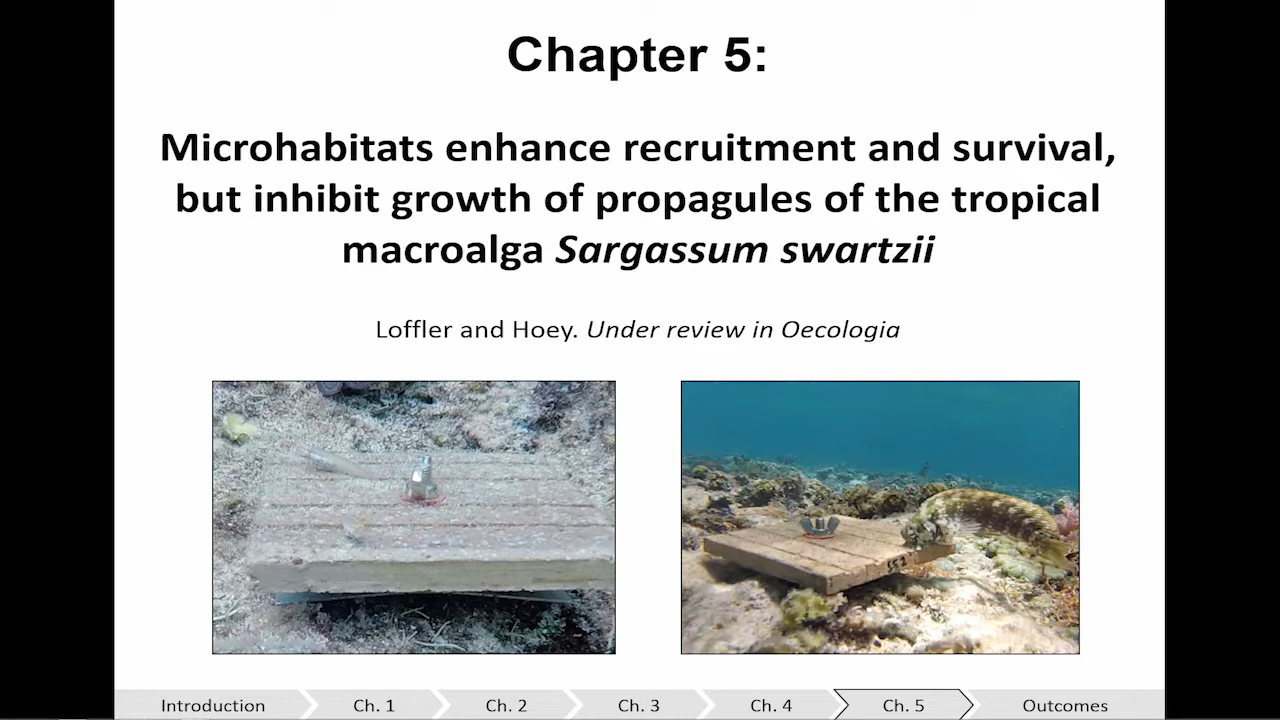 Chapter 5:
Microhabitats enhance recruitment and survival,
but inhibit growth of propagules of the tropical
macroalga Sargassum swartzii
Loffler and Hoey. Under review in Oecologia
Introduction
Ch. 1
Ch. 2
Ch. 3
Ch. 4
Ch. 5
Outcomes